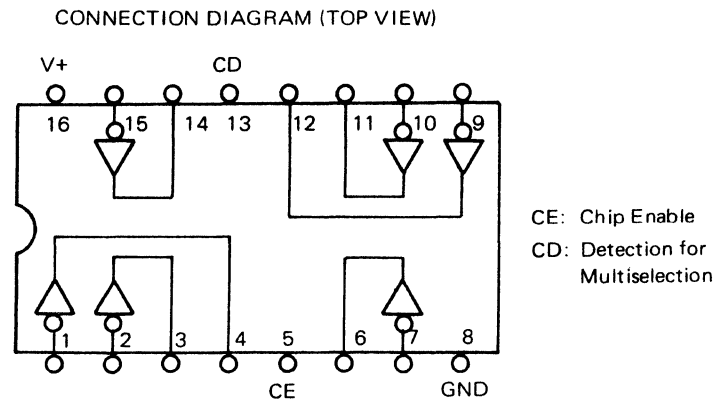 CONNECTION DIAGRAM (TOP VIEW)
V+ CD
16 15 14 13 12 11 10 9
CE: Chip Enable
CD: Detection for
Multiselection
1 2 3 4 5 6 7 8
CE GND